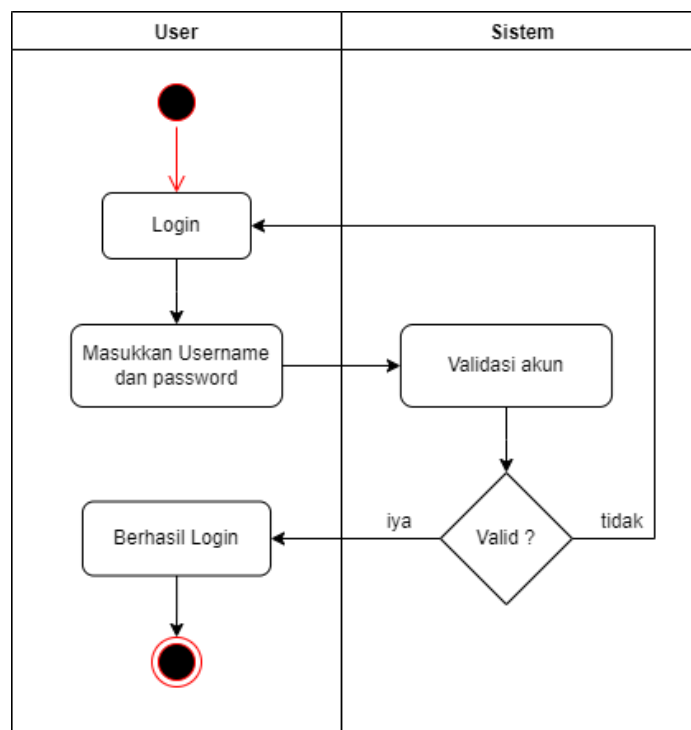 User
Sistem
Login
Masukkan Username
dan password
Validasi akun
Valid ?
iya
tidak
Berhasil Login